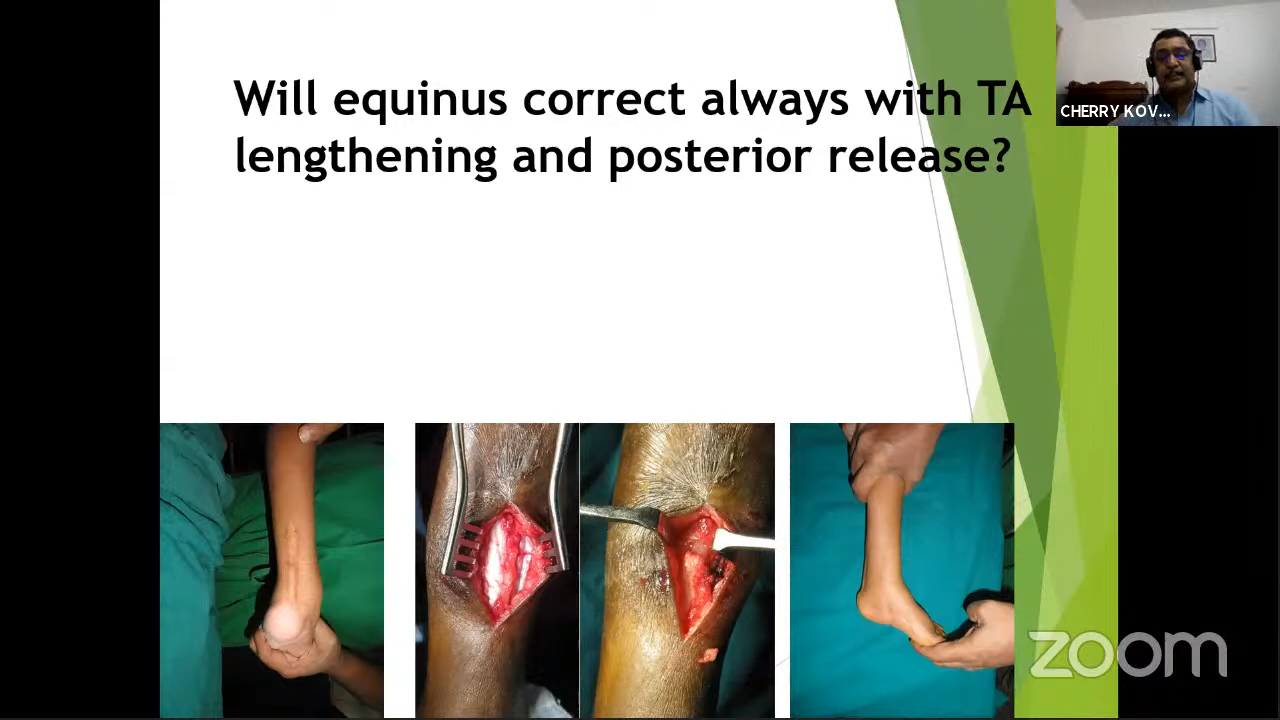 Will equinus correct always with TA
lengthening and posterior release?
CHERRY KOV...
zoom